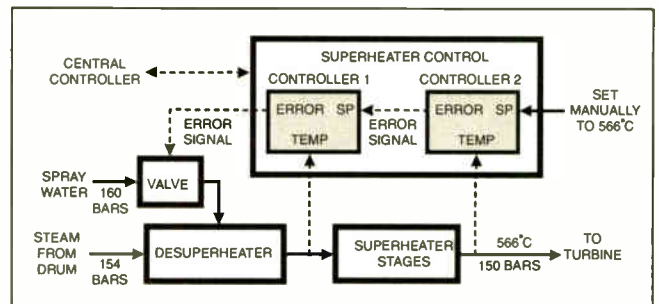 SUPERHEATER CONTROL
CENTRAL
CONTROLLER
CONTROLLER 1
CONTROLLER 2
ERROR SP
TEMP
ERROR
SIGNAL
ERROR SP
TEMP
SET
MANUALLY
TO 566°C
ERROR
SIGNAL
SPRAY
WATER
160
BARS
VALVE
STEAM
FROM
DRUM
154
BARS
DESUPERHEATER
SUPERHEATER
STAGES
566°C
150 BARS
TO
TURBINE